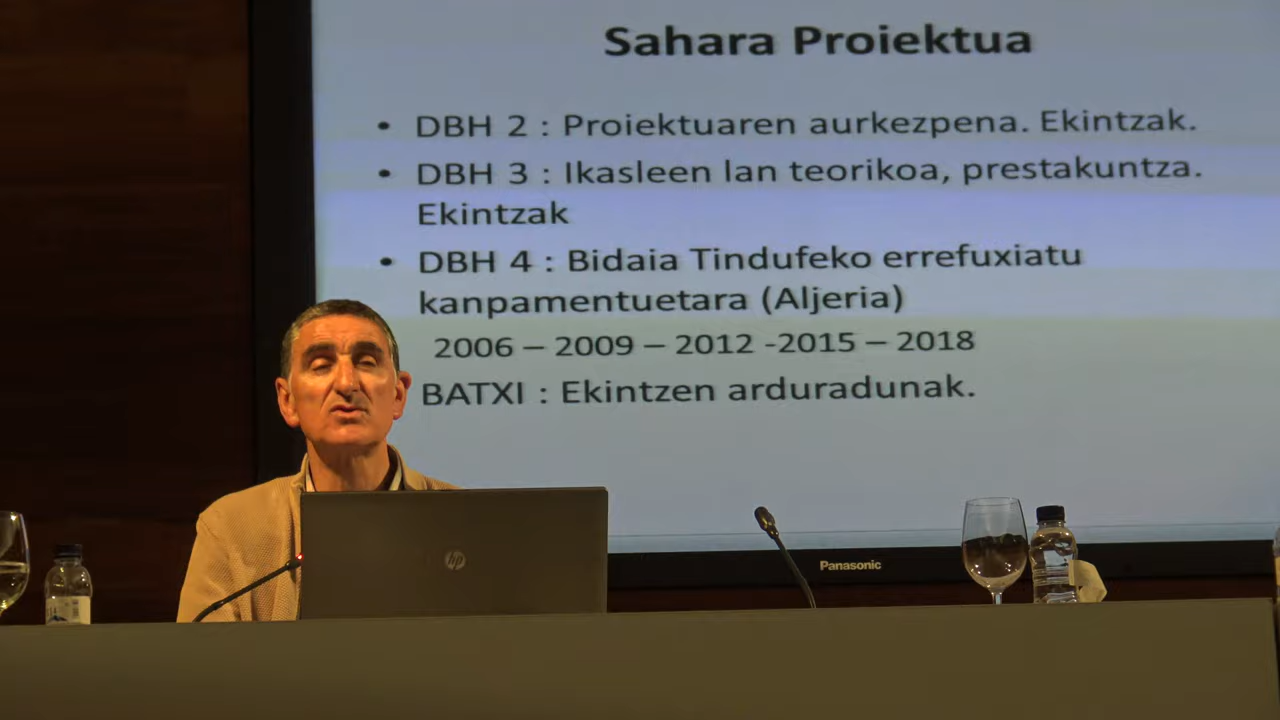 Sahara Proiektua
• DBH 2 : Proiektuaren aurkezpena. Ekintzak.
• DBH 3 : Ikasleen lan teorikoa, prestakuntza.
Ekintzak
• DBH 4 : Bidaia Tindufeko errefuxiatu
kanpamentuetara (Aljeria)
2006 – 2009 – 2012 -2015 – 2018
BATXI : Ekintzen arduradunak.
hp
Panasonic